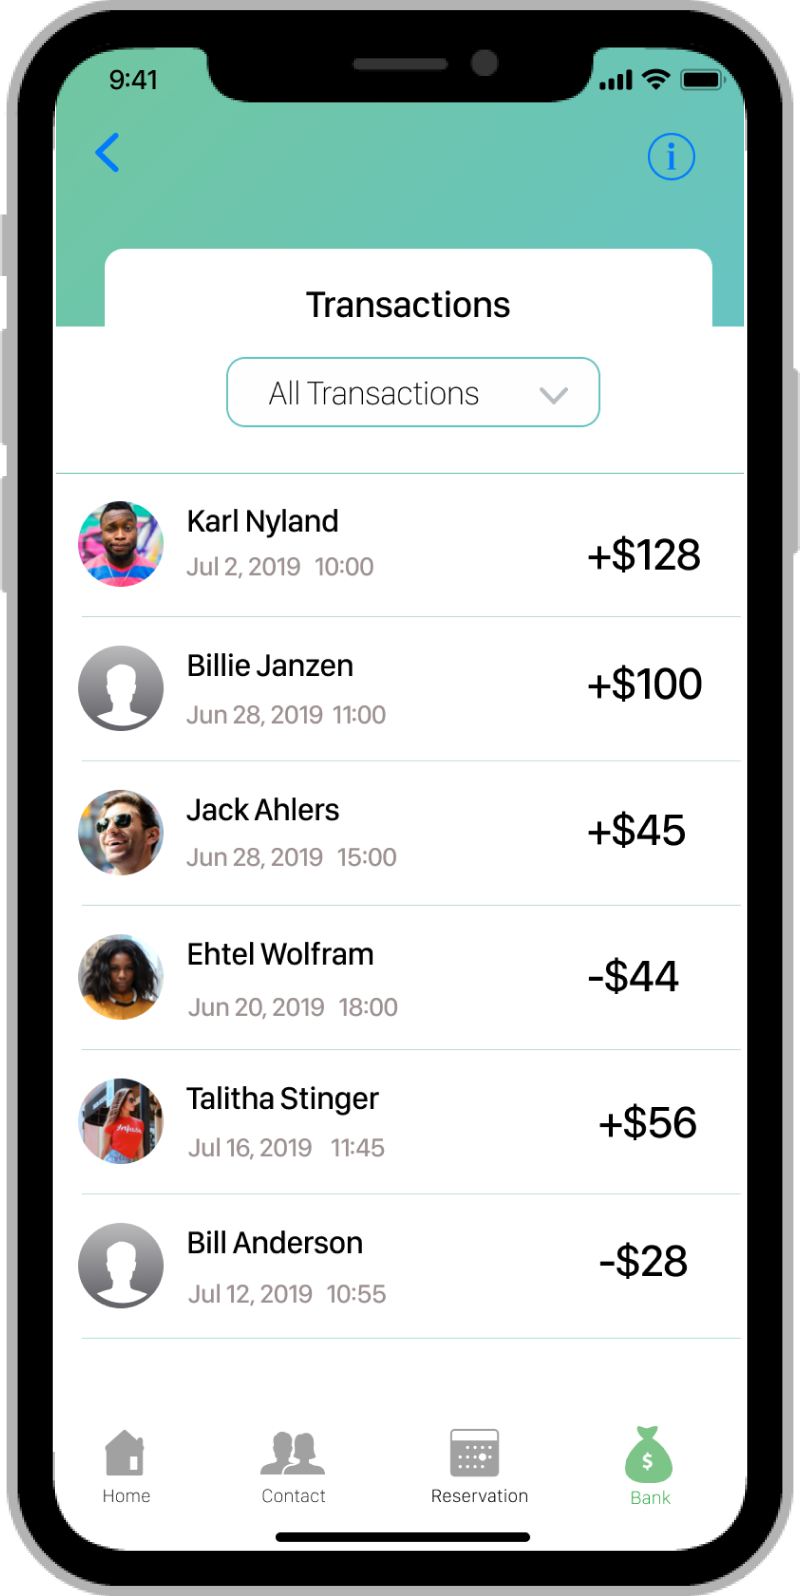 9:41
i
Transactions
All Transactions
Karl Nyland
Jul 2, 2019 10:00
+$128
Billie Janzen
Jun 28, 2019 11:00
+$100
Jack Ahlers
Jun 28, 2019 15:00
+$45
Ehtel Wolfram
Jun 20, 2019 18:00
-$44
Talitha Stinger
Jul 16, 2019 11:45
+$56
Bill Anderson
Jul 12, 2019 10:55
-$28
$
Home
Contact
Reservation
Bank